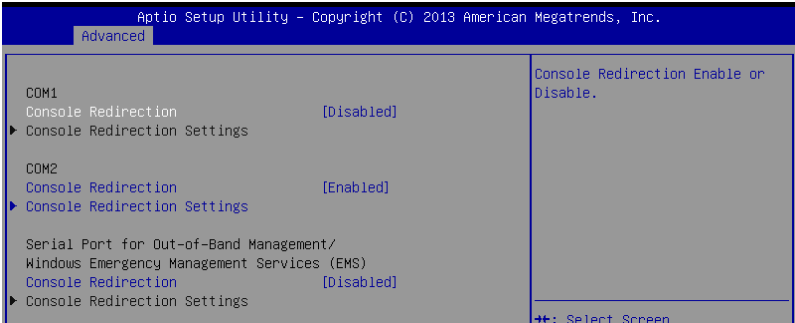 Aptio Setup Utility – Copyright (C) 2013 American Megatrends, Inc.
Advanced
COM1
Console Redirection [Disabled]
Console Redirection Settings
COM2
Console Redirection [Enabled]
Console Redirection Settings
Serial Port for Out-of-Band Management/
Windows Emergency Management Services (EMS)
Console Redirection [Disabled]
Console Redirection Settings
Console Redirection Enable or
Disable.
→←: Select Screen